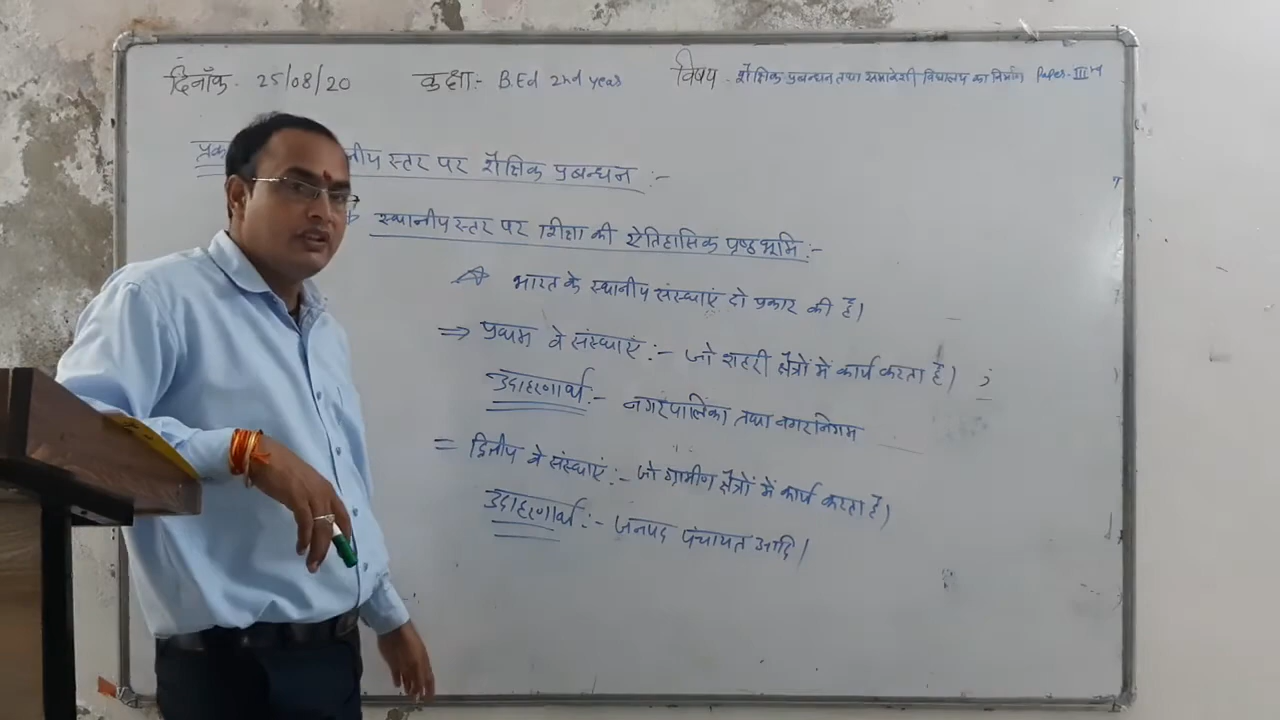 दिनाँक- 25/08/20 कक्षा:- B.Ed 2nd year विषय- शैक्षिक प्रबन्धन तथा समावेशी विद्यालय का निर्माण Paper-III
स्तर पर शैक्षिक प्रबन्धन :-
स्थानीय स्तर पर शिक्षा की ऐतिहासिक पृष्ठभूमि:-
भारत के स्थानीय संस्थाएं दो प्रकार की हैं।
⇒ प्रथम वे संस्थाएं:- जो शहरी क्षेत्रों में कार्य करता है।
उदाहरणार्थ:- नगरपालिका तथा नगरनिगम
= द्वितीय वे संस्थाएं:- जो ग्रामीण क्षेत्रों में कार्य करता है।
उदाहरणार्थ:- जनपद पंचायत आदि।